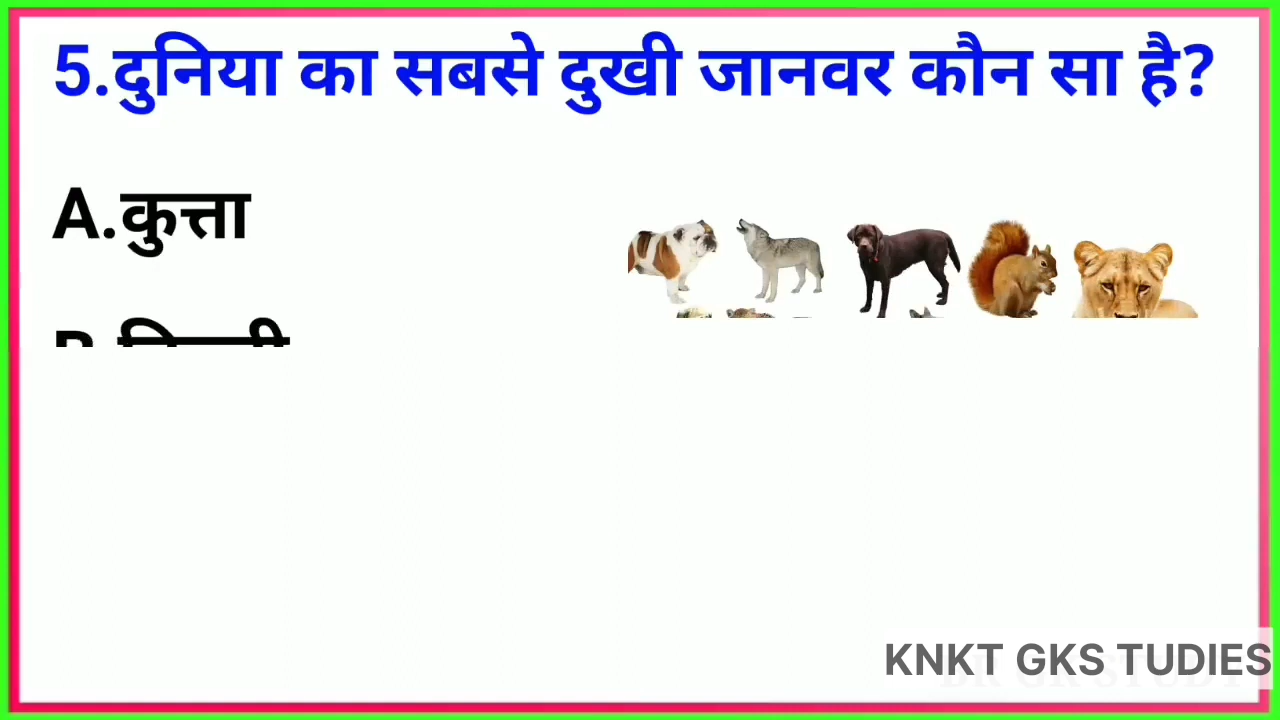 5.दुनिया का सबसे दुखी जानवर कौन सा है?
A.कुत्ता
KNKT GKS TUDIES